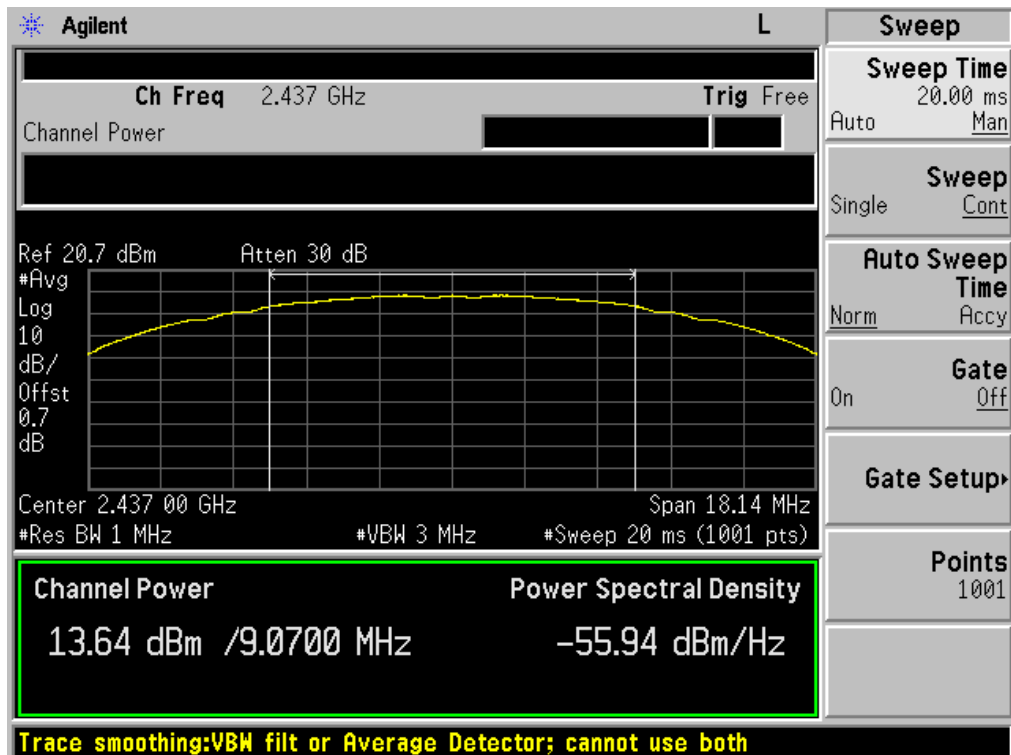 Agilent L
Ch Freq 2.437 GHz Trig Free
Channel Power
Ref 20.7 dBm Atten 30 dB
#Avg
Log
10
dB/
Offst
0.7
dB
Center 2.437 00 GHz Span 18.14 MHz
#Res BW 1 MHz #VBW 3 MHz #Sweep 20 ms (1001 pts)
Channel Power Power Spectral Density
13.64 dBm /9.0700 MHz -55.94 dBm/Hz
Trace smoothing:VBW filt or Average Detector; cannot use both
Sweep
Sweep Time
20.00 ms
Auto Man
Sweep
Single Cont
Auto Sweep
Time
Norm Accy
Gate
On Off
Gate Setup
Points
1001